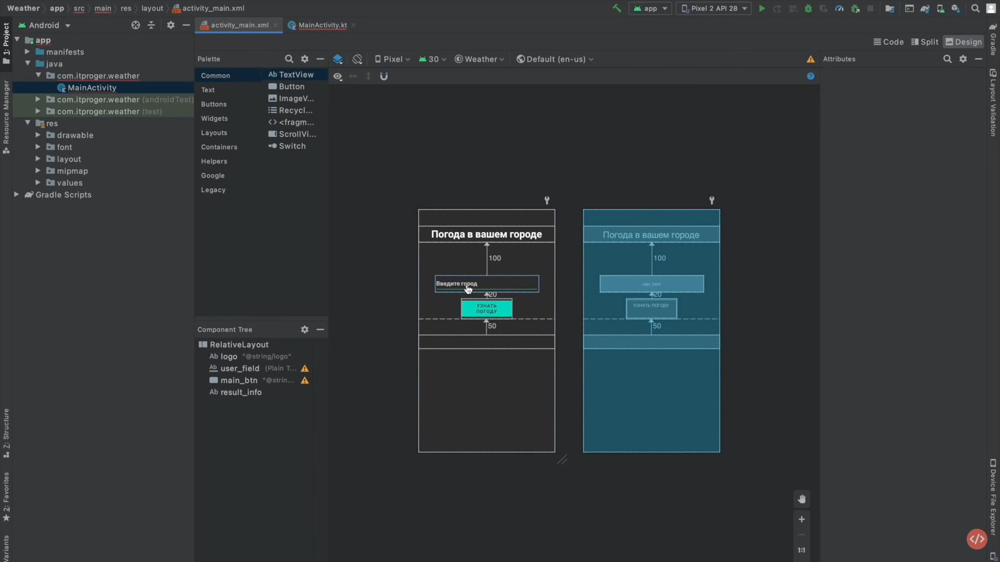 Weather app src main res layout activity_main.xml
app Pixel 2 API 28
Android
activity_main.xml MainActivity.kt
Code Split Design
1: Project
Resource Manager
Z: Structure
2: Favorites
Variants
app
manifests
java
com.itproger.weather
MainActivity
com.itproger.weather (androidTest)
com.itproger.weather (test)
res
drawable
font
layout
mipmap
values
Gradle Scripts
Palette
Common
Text
Buttons
Widgets
Layouts
Containers
Helpers
Google
Legacy
Ab TextView
Button
ImageV...
Recycl...
<fragm...
ScrollVi...
Switch
Pixel 30 Weather Default (en-us)
Attributes
Погода в вашем городе
100
Введите город
20
УЗНАТЬ
ПОГОДУ
50
Погода в вашем городе
100
user_field
20
УЗНАТЬ ПОГОДУ
50
Component Tree
RelativeLayout
Ab logo "@string/logo"
Ab user_field (Plain T...
main_btn "@strin...
Ab result_info
1:1
Gradle
Layout Validation
Device File Explorer